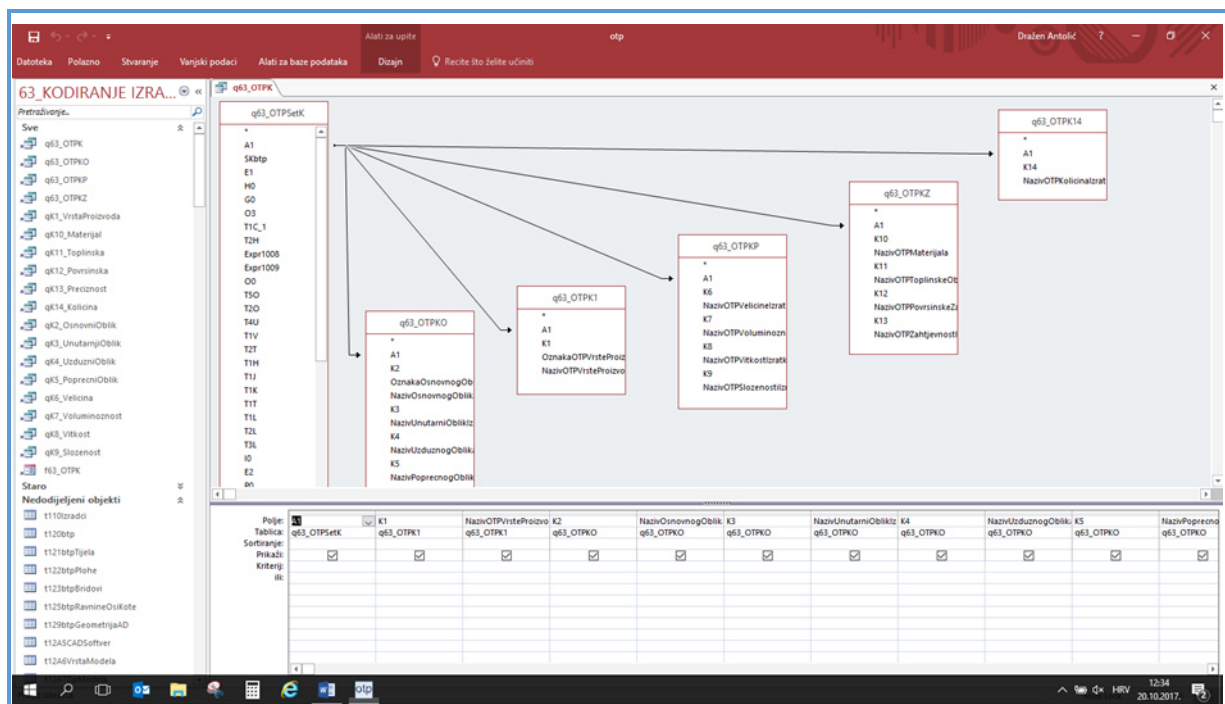 Alati za upite
otp
Dražen Antolić ? — ✕
Datoteka Polazno Stvaranje Vanjski podaci Alati za baze podataka Dizajn Recite što želite učiniti
63_KODIRANJE IZRA... «
Pretraživanje..
Sve
q63_OTPK
q63_OTPKO
q63_OTPKP
q63_OTPKZ
qK1_VrstaProizvoda
qK10_Materijal
qK11_Toplinska
qK12_Povrsinska
qK13_Preciznost
qK14_Kolicina
qK2_OsnovniOblik
qK3_UnutarnjiOblik
qK4_UzduzniOblik
qK5_PoprecniOblik
qK6_Velicina
qK7_Voluminoznost
qK8_Vitkost
qK9_Slozenost
f63_OTPK
Staro
Nedodijeljeni objekti
t110Izradci
t120btp
t121btpTijela
t122btpPlohe
t123btpBridovi
t125btpRavnineOsiKote
t129btpGeometrijaAD
t12A5CADSoftver
t12A6VrstaModela
q63_OTPK
q63_OTPSetK
*
A1
SKbtp
E1
H0
G0
O3
T1C_1
T2H
Expr1008
Expr1009
O0
T5O
T2O
T4U
T1V
T2T
T1H
T1J
T1K
T1T
T1L
T2L
T3L
I0
E2
P0
q63_OTPKO
*
A1
K2
OznakaOsnovnogOb
NazivOsnovnogOblik
K3
NazivUnutarniOblikIz
K4
NazivUzduznogOblik
K5
NazivPoprecnogOblik
q63_OTPK1
*
A1
K1
OznakaOTPVrsteProiz
NazivOTPVrsteProizvo
q63_OTPKP
*
A1
K6
NazivOTPVelicineIzrat
K7
NazivOTPVoluminozn
K8
NazivOTPVitkostIzratk
K9
NazivOTPSlozenostiIz
q63_OTPKZ
*
A1
K10
NazivOTPMaterijala
K11
NazivOTPToplinskeOb
K12
NazivOTPPovrsinskeZa
K13
NazivOTPZahtjevnosti
q63_OTPK14
*
A1
K14
NazivOTPKolicinaIzrat
Polje: A1 K1 NazivOTPVrsteProizvo K2 NazivOsnovnogOblik K3 NazivUnutarniOblikIz K4 NazivUzduznogOblik K5 NazivPoprecno
Tablica: q63_OTPSetK q63_OTPK1 q63_OTPK1 q63_OTPKO q63_OTPKO q63_OTPKO q63_OTPKO q63_OTPKO q63_OTPKO q63_OTPKO q63_OTPKO
Sortiranje:
Prikaži:
Kriterij:
ili:
otp
HRV
12:34
20.10.2017.